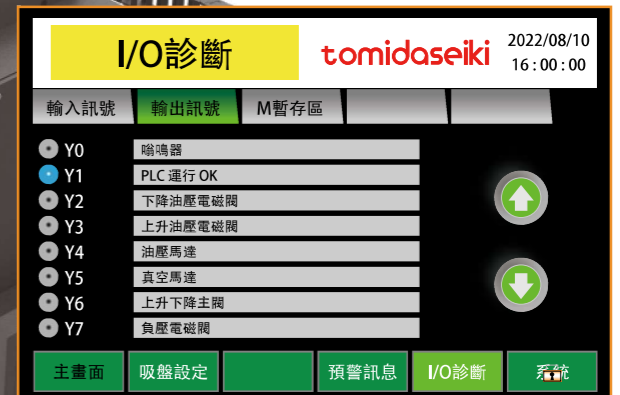 I/O診斷
tomidaseiki
2022/08/10
16:00:00
輸入訊號 輸出訊號 M暫存區
Y0 嗡鳴器
Y1 PLC 運行 OK
Y2 下降油壓電磁閥
Y3 上升油壓電磁閥
Y4 油壓馬達
Y5 真空馬達
Y6 上升下降主閥
Y7 負壓電磁閥
主畫面 吸盤設定 預警訊息 I/O診斷 系統